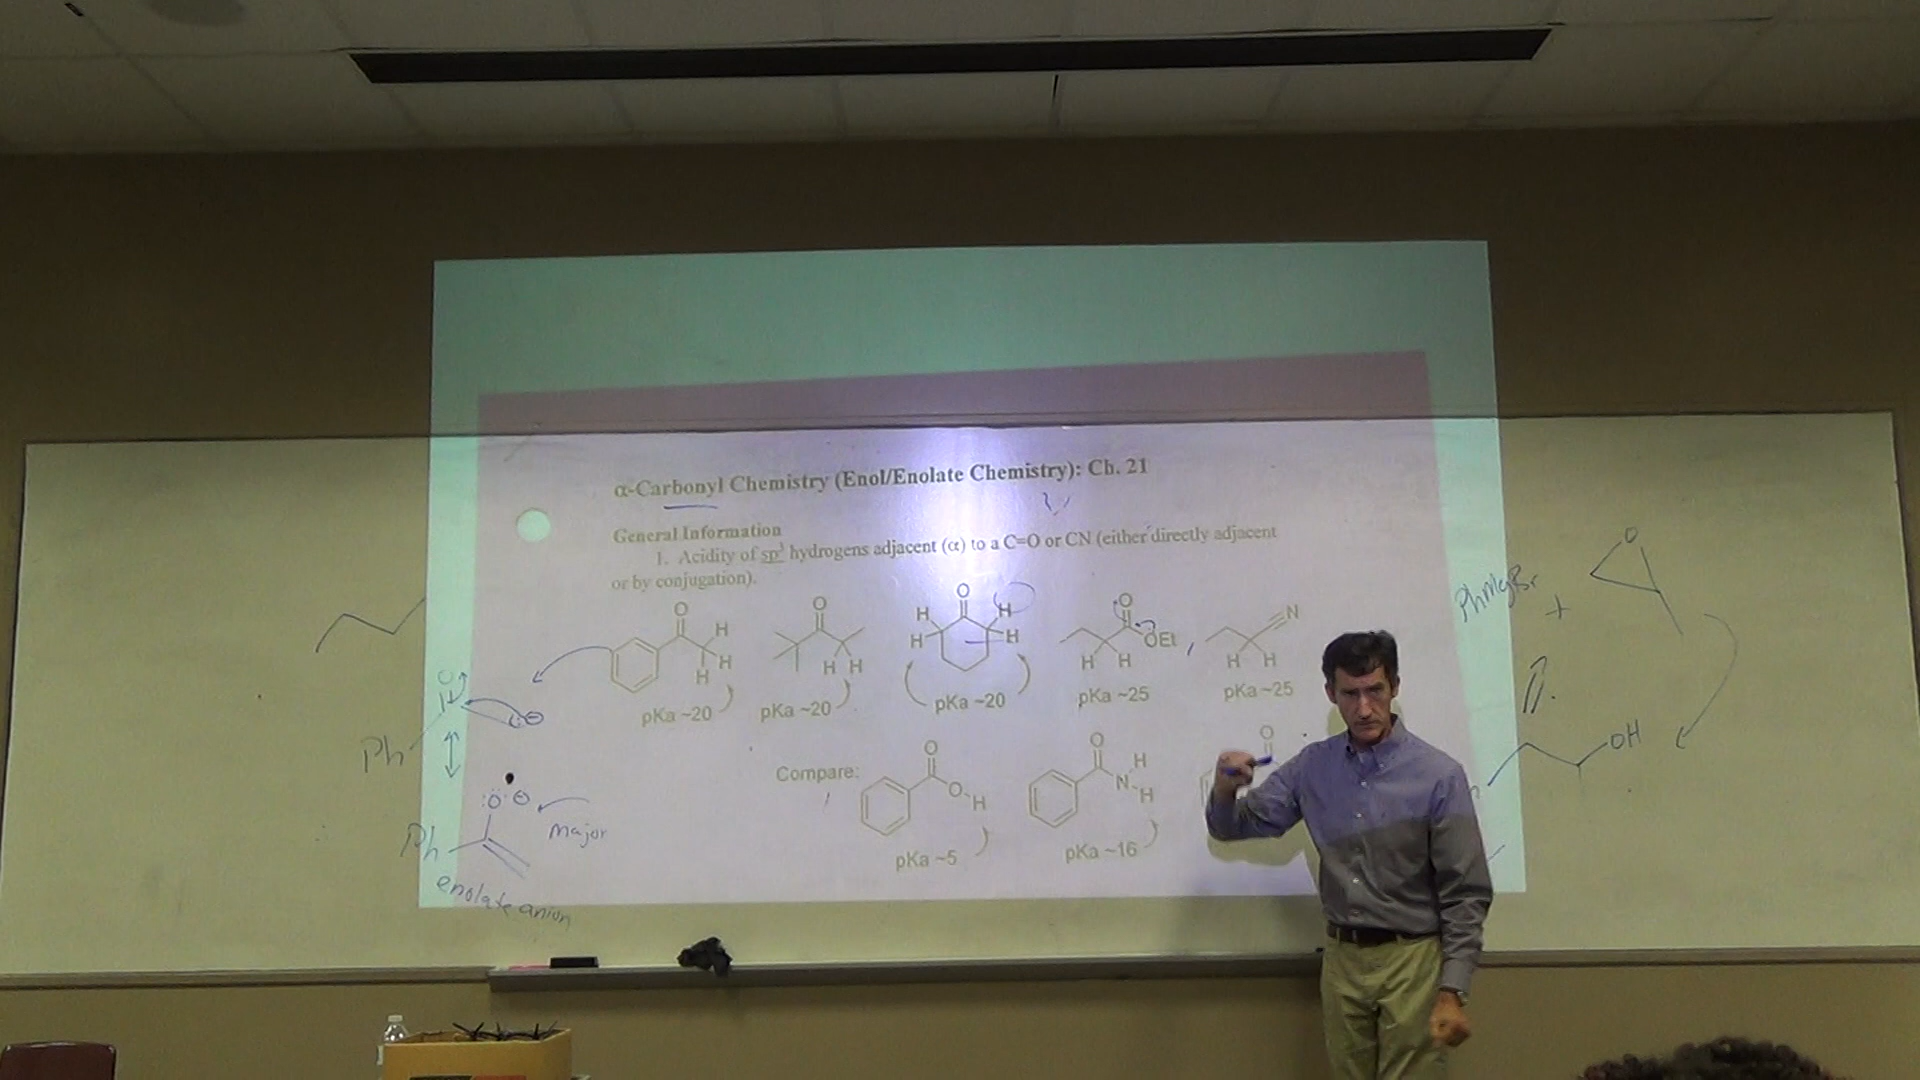 α-Carbonyl Chemistry (Enol/Enolate Chemistry): Ch. 21
General Information
1. Acidity of sp³ hydrogens adjacent (α) to a C=O or CN (either directly adjacent
or by conjugation).
O H H H
pKa ~20
O H H
pKa ~20
O H H H H
pKa ~20
O OEt H H
pKa ~25
N H H
pKa ~25
Compare:
O O H
pKa ~5
O N H H
pKa ~16
O
O ⊖
Ph
:O: ⊖
Major
Ph
enolate anion
PhMgBr
+
O
OH